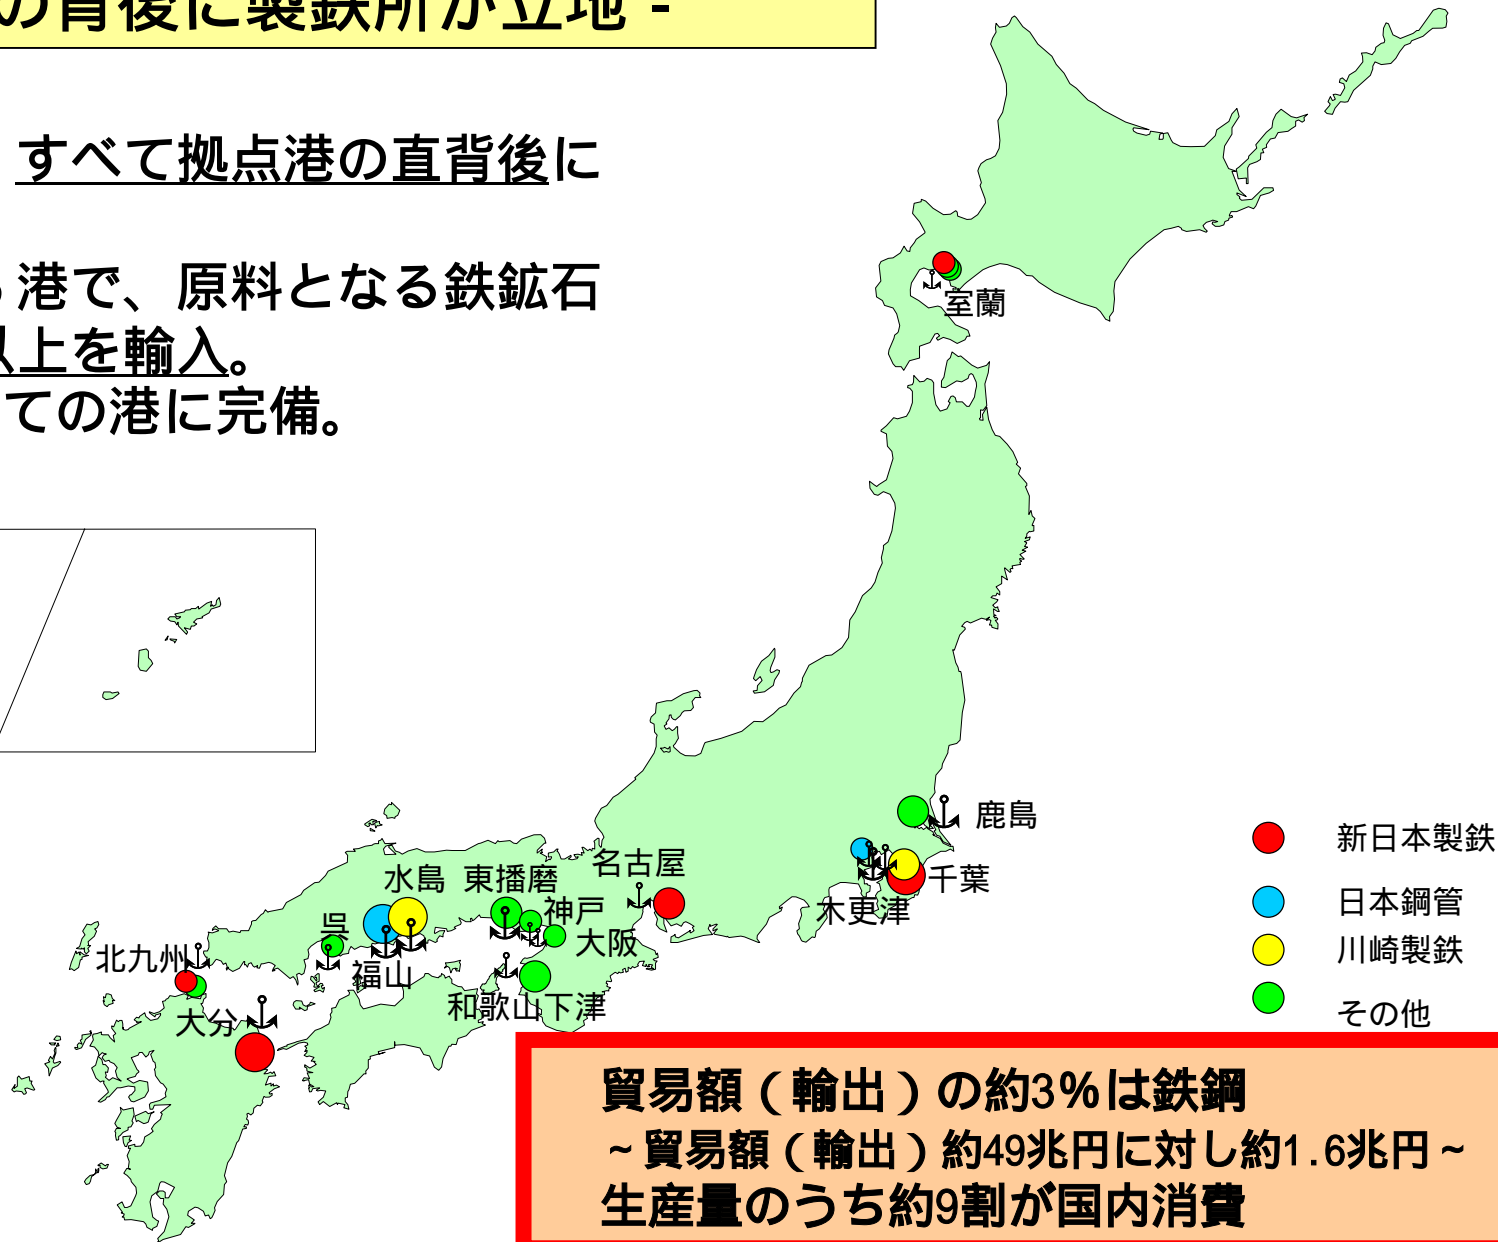 の背後に製鉄所が立地 -
すべて拠点港の直背後に
港で、原料となる鉄鉱石
以上を輸入。
ての港に完備。
室蘭
鹿島
千葉
木更津
名古屋
水島 東播磨
神戸
大阪
呉
福山
北九州
和歌山下津
大分
新日本製鉄
日本鋼管
川崎製鉄
その他
貿易額（輸出）の約3%は鉄鋼
~ 貿易額（輸出）約49兆円に対し約1.6兆円 ~
生産量のうち約9割が国内消費